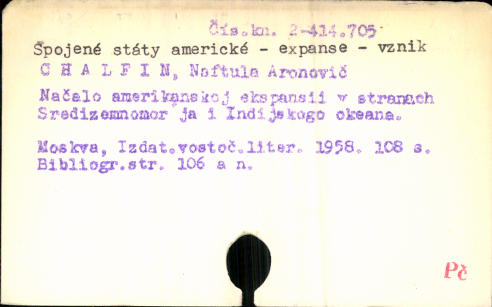 Čís.kn. 2-414.705
Spojené státy americké - expanse - vznik
C H A L F I N, Naftula Aronovič
Načalo amerikanskoj ekspansii v stranach
Sredizemnomor´ja i Indijskogo okeana.
Moskva, Izdat.vostoč.liter. 1958. 108 s.
Bibliogr.str. 106 a n.
Pč